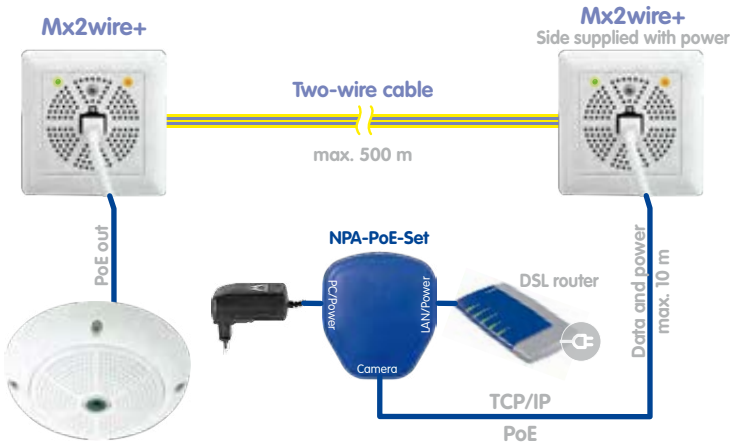 Mx2wire+
Mx2wire+
Side supplied with power
Two-wire cable
max. 500 m
PoE out
NPA-PoE-Set
PC/Power
LAN/Power
Camera
DSL router
Data and power
max. 10 m
TCP/IP
PoE